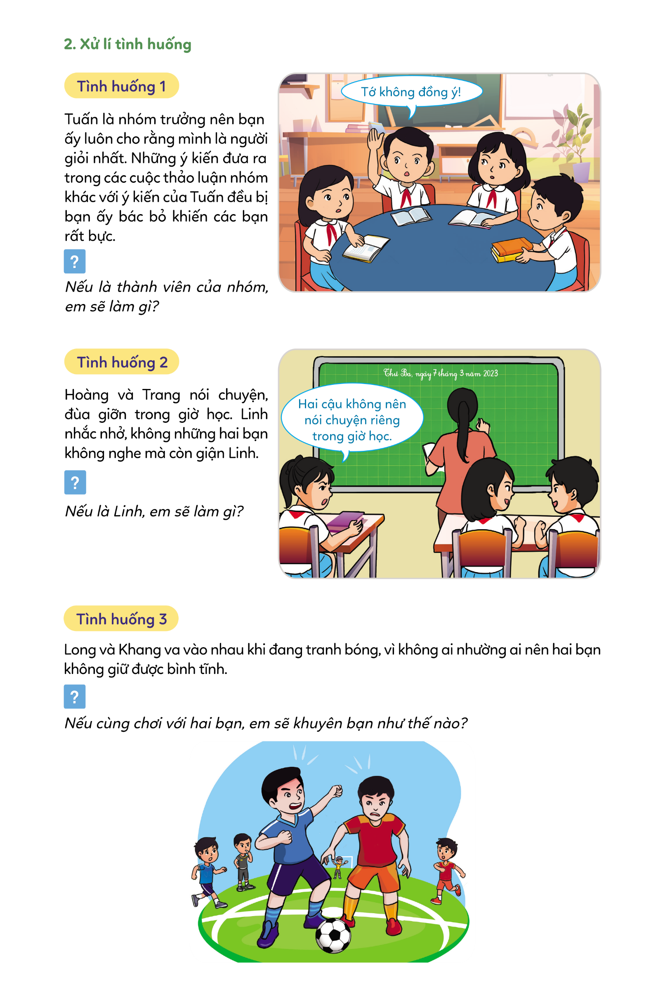 2. Xử lí tình huống
Tình huống 1
Tuấn là nhóm trưởng nên bạn
ấy luôn cho rằng mình là người
giỏi nhất. Những ý kiến đưa ra
trong các cuộc thảo luận nhóm
khác với ý kiến của Tuấn đều bị
bạn ấy bác bỏ khiến các bạn
rất bực.
?
Nếu là thành viên của nhóm,
em sẽ làm gì?
Tớ không đồng ý!
Tình huống 2
Hoàng và Trang nói chuyện,
đùa giỡn trong giờ học. Linh
nhắc nhở, không những hai bạn
không nghe mà còn giận Linh.
?
Nếu là Linh, em sẽ làm gì?
Thứ Ba, ngày 7 tháng 3 năm 2023
Hai cậu không nên
nói chuyện riêng
trong giờ học.
Tình huống 3
Long và Khang va vào nhau khi đang tranh bóng, vì không ai nhường ai nên hai bạn
không giữ được bình tĩnh.
?
Nếu cùng chơi với hai bạn, em sẽ khuyên bạn như thế nào?